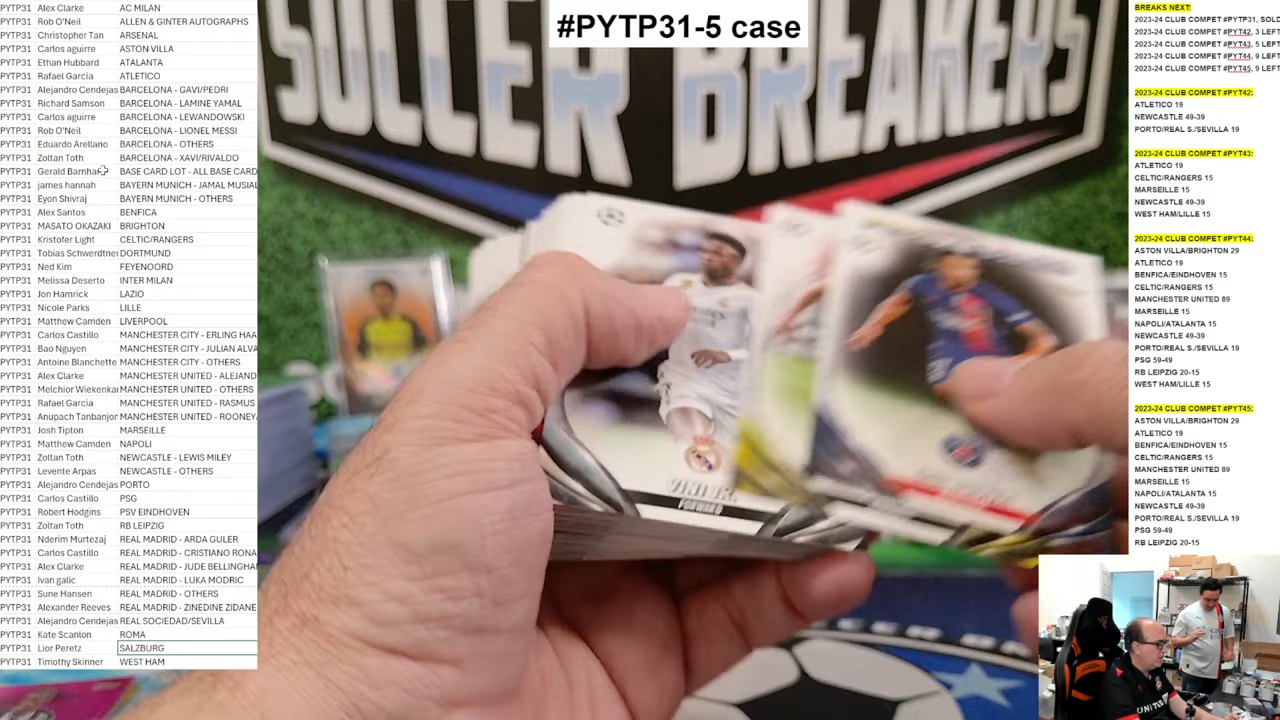 #PYTP31-5 case
SOCCER BREAKERS
PYTP31 Alex Clarke AC MILAN
PYTP31 Rob O'Neil ALLEN & GINTER AUTOGRAPHS
PYTP31 Christopher Tan ARSENAL
PYTP31 Carlos aguirre ASTON VILLA
PYTP31 Ethan Hubbard ATALANTA
PYTP31 Rafael Garcia ATLETICO
PYTP31 Alejandro Cendejas BARCELONA - GAVI/PEDRI
PYTP31 Richard Samson BARCELONA - LAMINE YAMAL
PYTP31 Carlos aguirre BARCELONA - LEWANDOWSKI
PYTP31 Rob O'Neil BARCELONA - LIONEL MESSI
PYTP31 Eduardo Arellano BARCELONA - OTHERS
PYTP31 Zoltan Toth BARCELONA - XAVI/RIVALDO
PYTP31 Gerald Barnhar BASE CARD LOT - ALL BASE CARD
PYTP31 james hannah BAYERN MUNICH - JAMAL MUSIAL
PYTP31 Eyon Shivraj BAYERN MUNICH - OTHERS
PYTP31 Alex Santos BENFICA
PYTP31 MASATO OKAZAKI BRIGHTON
PYTP31 Kristofer Light CELTIC/RANGERS
PYTP31 Tobias Schwerdtner DORTMUND
PYTP31 Ned Kim FEYENOORD
PYTP31 Melissa Deserto INTER MILAN
PYTP31 Jon Hamrick LAZIO
PYTP31 Nicole Parks LILLE
PYTP31 Matthew Camden LIVERPOOL
PYTP31 Carlos Castillo MANCHESTER CITY - ERLING HAA
PYTP31 Bao Nguyen MANCHESTER CITY - JULIAN ALVA
PYTP31 Antoine Blanchette MANCHESTER CITY - OTHERS
PYTP31 Alex Clarke MANCHESTER UNITED - ALEJAND
PYTP31 Melchior Wiekenkar MANCHESTER UNITED - OTHERS
PYTP31 Rafael Garcia MANCHESTER UNITED - RASMUS
PYTP31 Anupach Tanbanjor MANCHESTER UNITED - ROONEY
PYTP31 Josh Tipton MARSEILLE
PYTP31 Matthew Camden NAPOLI
PYTP31 Zoltan Toth NEWCASTLE - LEWIS MILEY
PYTP31 Levente Arpas NEWCASTLE - OTHERS
PYTP31 Alejandro Cendejas PORTO
PYTP31 Carlos Castillo PSG
PYTP31 Robert Hodgins PSV EINDHOVEN
PYTP31 Zoltan Toth RB LEIPZIG
PYTP31 Nderim Murtezaj REAL MADRID - ARDA GULER
PYTP31 Carlos Castillo REAL MADRID - CRISTIANO RONA
PYTP31 Alex Clarke REAL MADRID - JUDE BELLINGHA
PYTP31 Ivan galic REAL MADRID - LUKA MODRIC
PYTP31 Sune Hansen REAL MADRID - OTHERS
PYTP31 Alexander Reeves REAL MADRID - ZINEDINE ZIDANE
PYTP31 Alejandro Cendejas REAL SOCIEDAD/SEVILLA
PYTP31 Kate Scanlon ROMA
PYTP31 Lior Peretz SALZBURG
PYTP31 Timothy Skinner WEST HAM
VINI JR.
FORWARD
BREAKS NEXT:
2023-24 CLUB COMPET #PYTP31, SOLD
2023-24 CLUB COMPET #PYT42, 3 LEFT
2023-24 CLUB COMPET #PYT43, 5 LEFT
2023-24 CLUB COMPET #PYT44, 9 LEFT
2023-24 CLUB COMPET #PYT45, 9 LEFT
2023-24 CLUB COMPET #PYT42:
ATLETICO 19
NEWCASTLE 49-39
PORTO/REAL S./SEVILLA 19
2023-24 CLUB COMPET #PYT43:
ATLETICO 19
CELTIC/RANGERS 15
MARSEILLE 15
NEWCASTLE 49-39
WEST HAM/LILLE 15
2023-24 CLUB COMPET #PYT44:
ASTON VILLA/BRIGHTON 29
ATLETICO 19
BENFICA/EINDHOVEN 15
CELTIC/RANGERS 15
MANCHESTER UNITED 89
MARSEILLE 15
NAPOLI/ATALANTA 15
NEWCASTLE 49-39
PORTO/REAL S./SEVILLA 19
PSG 59-49
RB LEIPZIG 20-15
WEST HAM/LILLE 15
2023-24 CLUB COMPET #PYT45:
ASTON VILLA/BRIGHTON 29
ATLETICO 19
BENFICA/EINDHOVEN 15
CELTIC/RANGERS 15
MANCHESTER UNITED 89
MARSEILLE 15
NAPOLI/ATALANTA 15
NEWCASTLE 49-39
PORTO/REAL S./SEVILLA 19
PSG 59-49
RB LEIPZIG 20-15